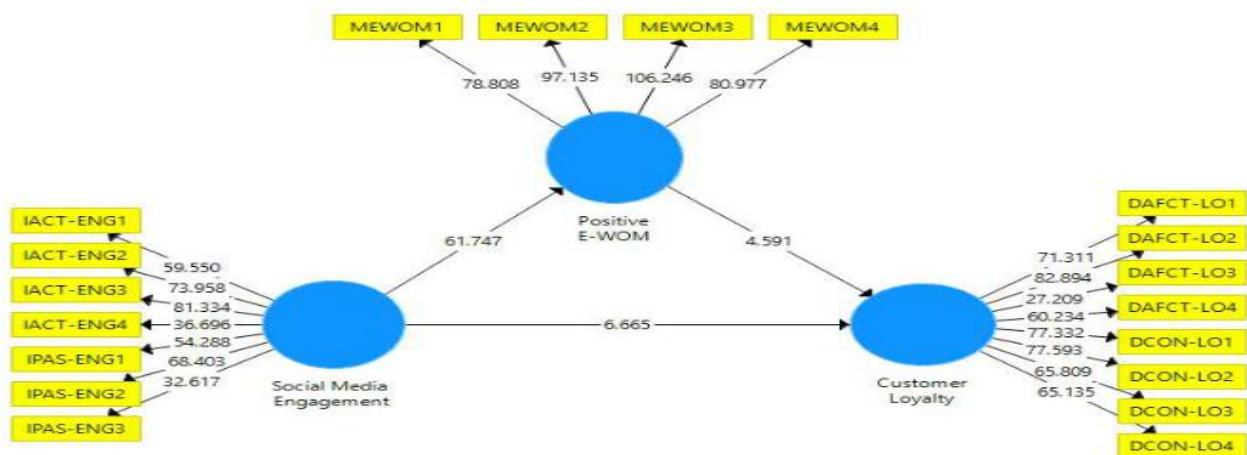 MEWOM1 MEWOM2 MEWOM3 MEWOM4
78.808 97.135 106.246 80.977
Positive
E-WOM
IACT-ENG1
IACT-ENG2
IACT-ENG3
IACT-ENG4
IPAS-ENG1
IPAS-ENG2
IPAS-ENG3
59.550
73.958
81.334
36.696
54.288
68.403
32.617
Social Media
Engagement
61.747
4.591
6.665
Customer
Loyalty
71.311
82.894
27.209
60.234
77.332
77.593
65.809
65.135
DAFCT-LO1
DAFCT-LO2
DAFCT-LO3
DAFCT-LO4
DCON-LO1
DCON-LO2
DCON-LO3
DCON-LO4